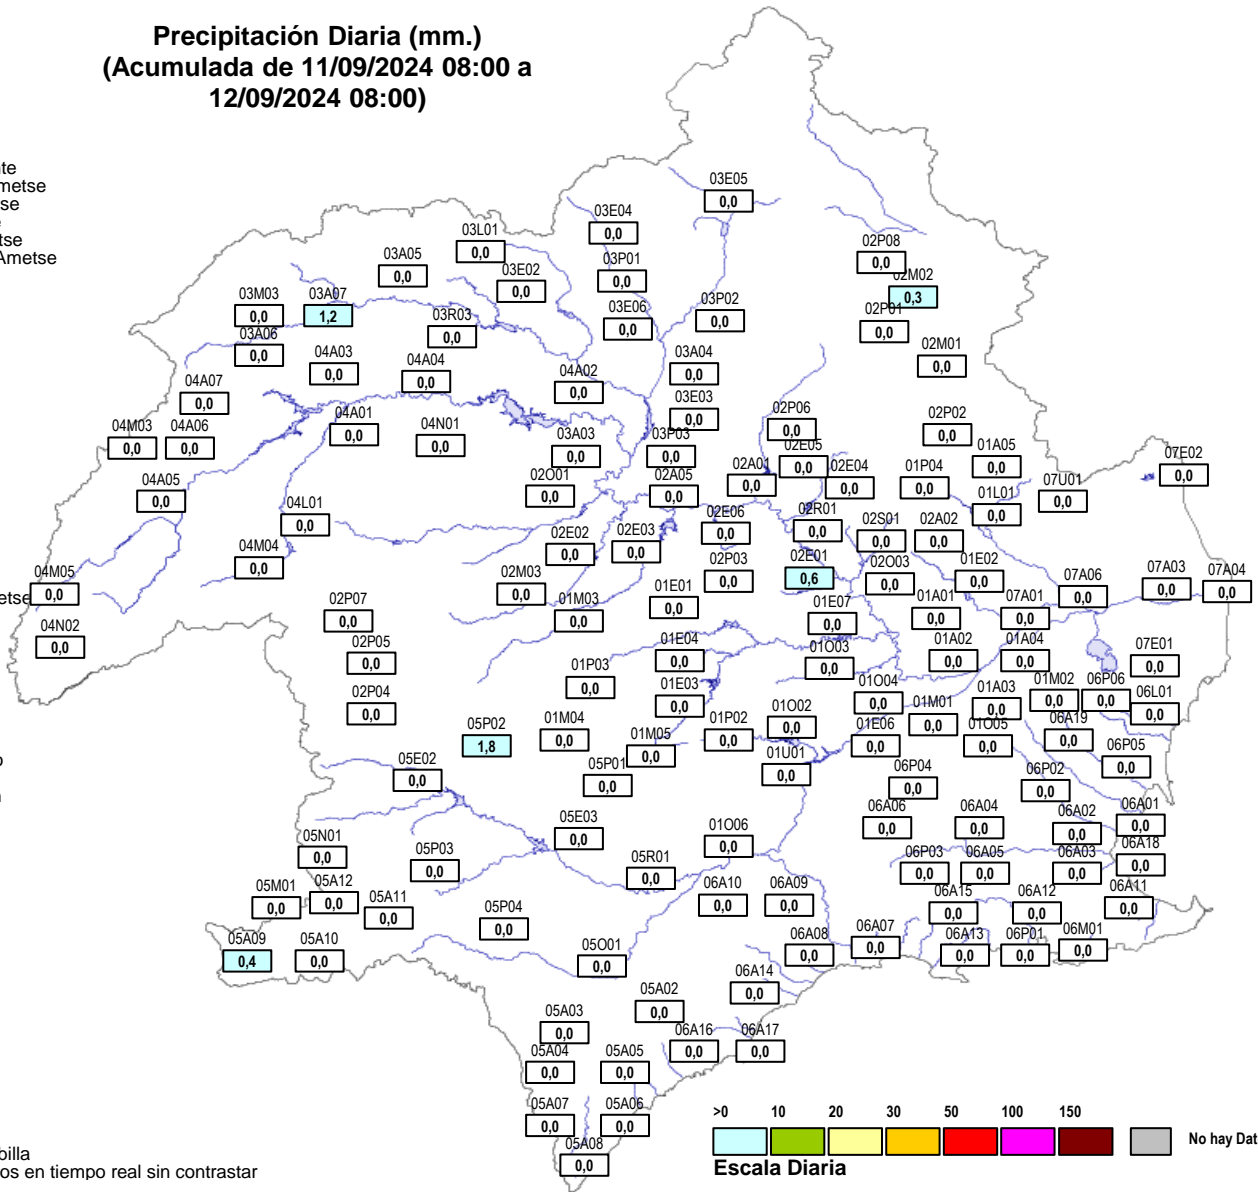 Precipitación Diaria (mm.)
(Acumulada de 11/09/2024 08:00 a
12/09/2024 08:00)
03E05
0,0
03E04
0,0
03L01
0,0
03A05
0,0
03P01
0,0
03E02
0,0
02P08
0,0
02M02
0,3
03M03
0,0
03A07
1,2
03P02
0,0
03E06
0,0
03R03
0,0
02P01
0,0
03A06
0,0
04A03
0,0
04A04
0,0
03A04
0,0
02M01
0,0
04A02
0,0
04A07
0,0
03E03
0,0
04A01
0,0
04N01
0,0
04M03
0,0
04A06
0,0
02P06
0,0
02P02
0,0
03A03
0,0
03P03
0,0
02E05
0,0
01A05
0,0
07E02
0,0
02O01
0,0
02A05
0,0
02A01
0,0
02E04
0,0
01P04
0,0
07U01
0,0
04A05
0,0
01L01
0,0
04L01
0,0
02R01
0,0
02E06
0,0
02S01
0,0
02A02
0,0
02E02
0,0
02E03
0,0
04M04
0,0
02P03
0,0
02E01
0,6
02O03
0,0
01E02
0,0
07A03
0,0
07A04
0,0
04M05
0,0
02M03
0,0
07A06
0,0
01E01
0,0
01M03
0,0
02P07
0,0
01E07
0,0
01A01
0,0
07A01
0,0
04N02
0,0
02P05
0,0
01E04
0,0
01O03
0,0
01A02
0,0
01A04
0,0
07E01
0,0
01P03
0,0
01E03
0,0
02P04
0,0
01O04
0,0
01M02
0,0
06P06
0,0
01A03
0,0
06L01
0,0
01M01
0,0
01O02
0,0
05P02
1,8
01M04
0,0
01P02
0,0
01E06
0,0
01O05
0,0
06A19
0,0
01M05
0,0
06P05
0,0
05E02
0,0
05P01
0,0
01U01
0,0
06P04
0,0
06P02
0,0
06A06
0,0
06A04
0,0
06A02
0,0
06A01
0,0
05E03
0,0
01O06
0,0
05N01
0,0
05P03
0,0
05R01
0,0
06P03
0,0
06A05
0,0
06A03
0,0
06A18
0,0
05M01
0,0
05A12
0,0
05A11
0,0
06A10
0,0
06A09
0,0
06A15
0,0
06A12
0,0
06A11
0,0
05P04
0,0
05A09
0,4
05A10
0,0
05O01
0,0
06A08
0,0
06A07
0,0
06A13
0,0
06P01
0,0
06M01
0,0
06A14
0,0
05A02
0,0
05A03
0,0
06A16
0,0
06A17
0,0
05A04
0,0
05A05
0,0
05A07
0,0
05A06
0,0
05A08
0,0
>0 10 20 30 50 100 150
No hay Dat
Escala Diaria
billa
os en tiempo real sin contrastar